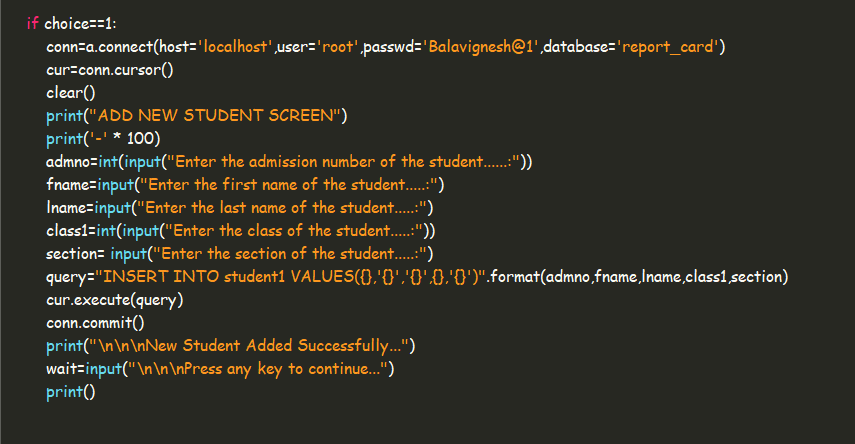 if choice==1:
conn=a.connect(host='localhost',user='root',passwd='Balavignesh@1',database='report_card')
cur=conn.cursor()
clear()
print("ADD NEW STUDENT SCREEN")
print('-' * 100)
admno=int(input("Enter the admission number of the student......:"))
fname=input("Enter the first name of the student.....:")
lname=input("Enter the last name of the student.....:")
class1=int(input("Enter the class of the student.....:"))
section= input("Enter the section of the student.....:")
query="INSERT INTO student1 VALUES({},'{}','{}',{},'{}')".format(admno,fname,lname,class1,section)
cur.execute(query)
conn.commit()
print("\n\n\nNew Student Added Successfully...")
wait=input("\n\n\nPress any key to continue...")
print()